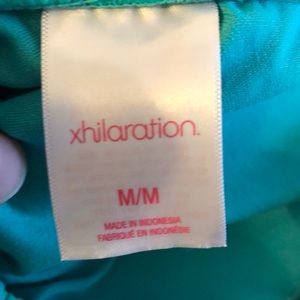 xhilaration.
M/M
MADE IN INDONESIA
FABRIQUÉ EN INDONÉSIE